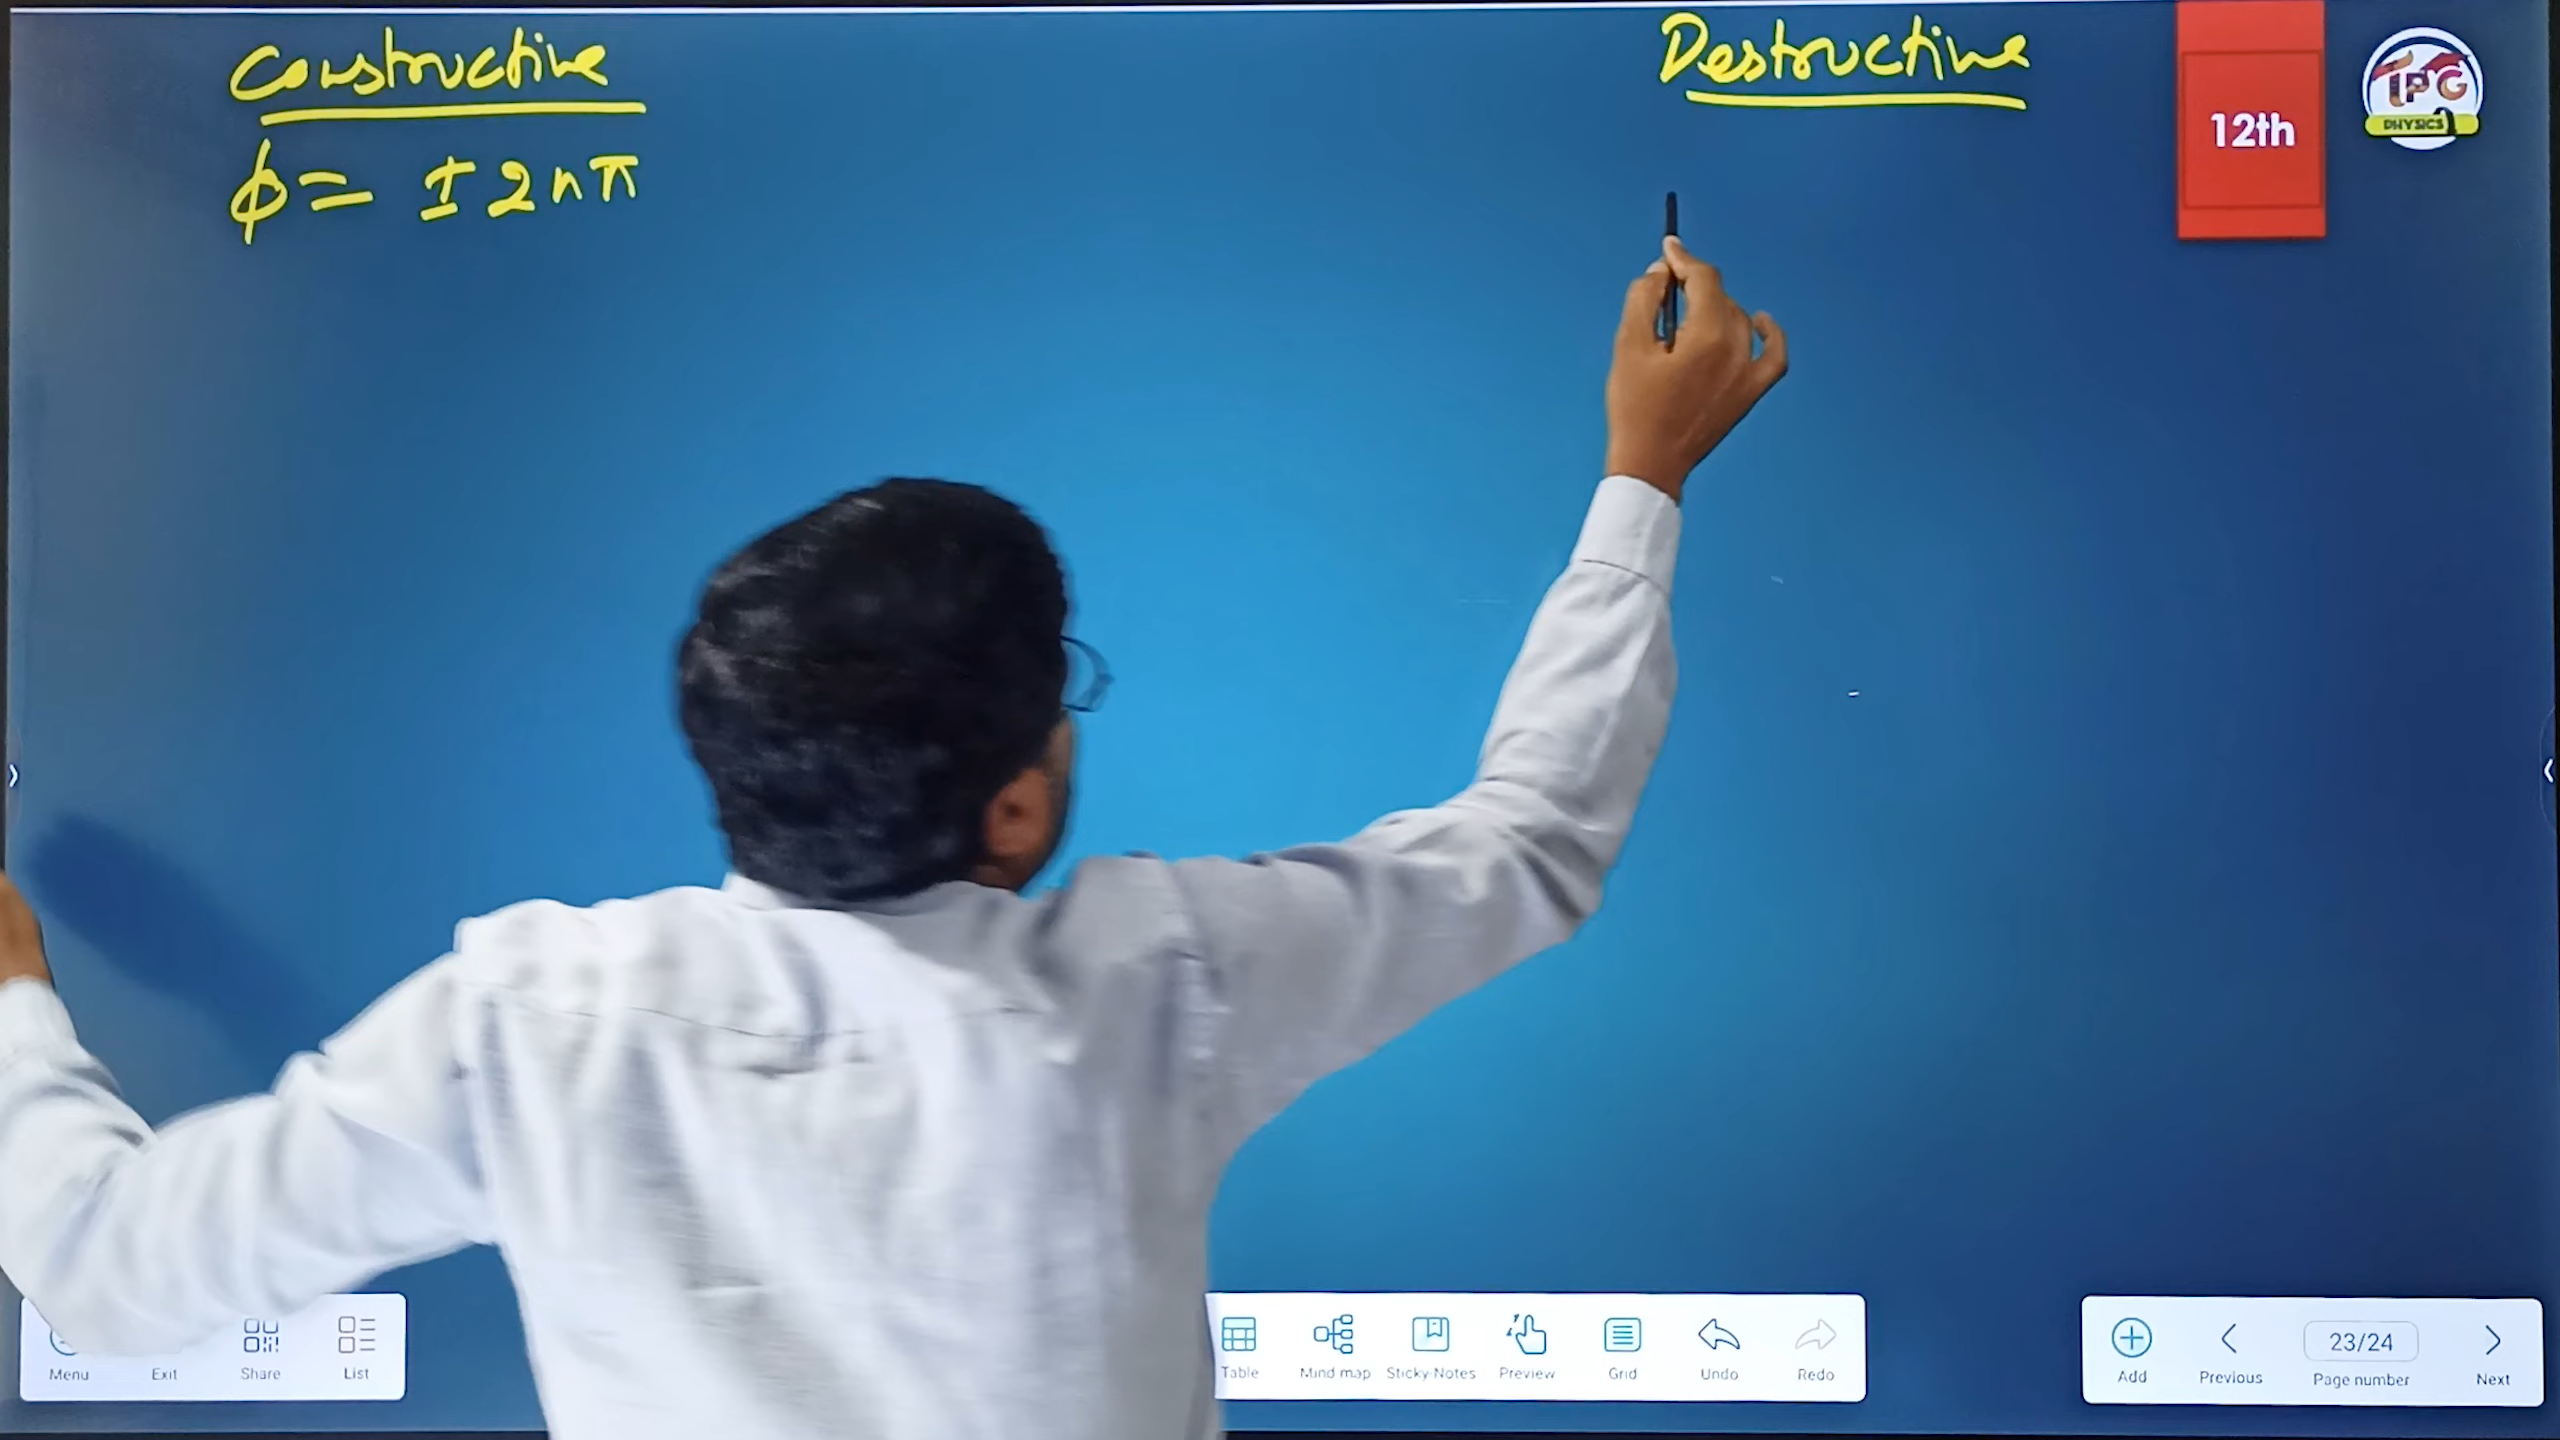 Constructive
ϕ = ± 2nπ
Destructive
12th
IPG
PHYSICS
Menu
Exit
Share
List
Table
Mind map
Sticky-Notes
Preview
Grid
Undo
Redo
Add
Previous
23/24
Page number
Next